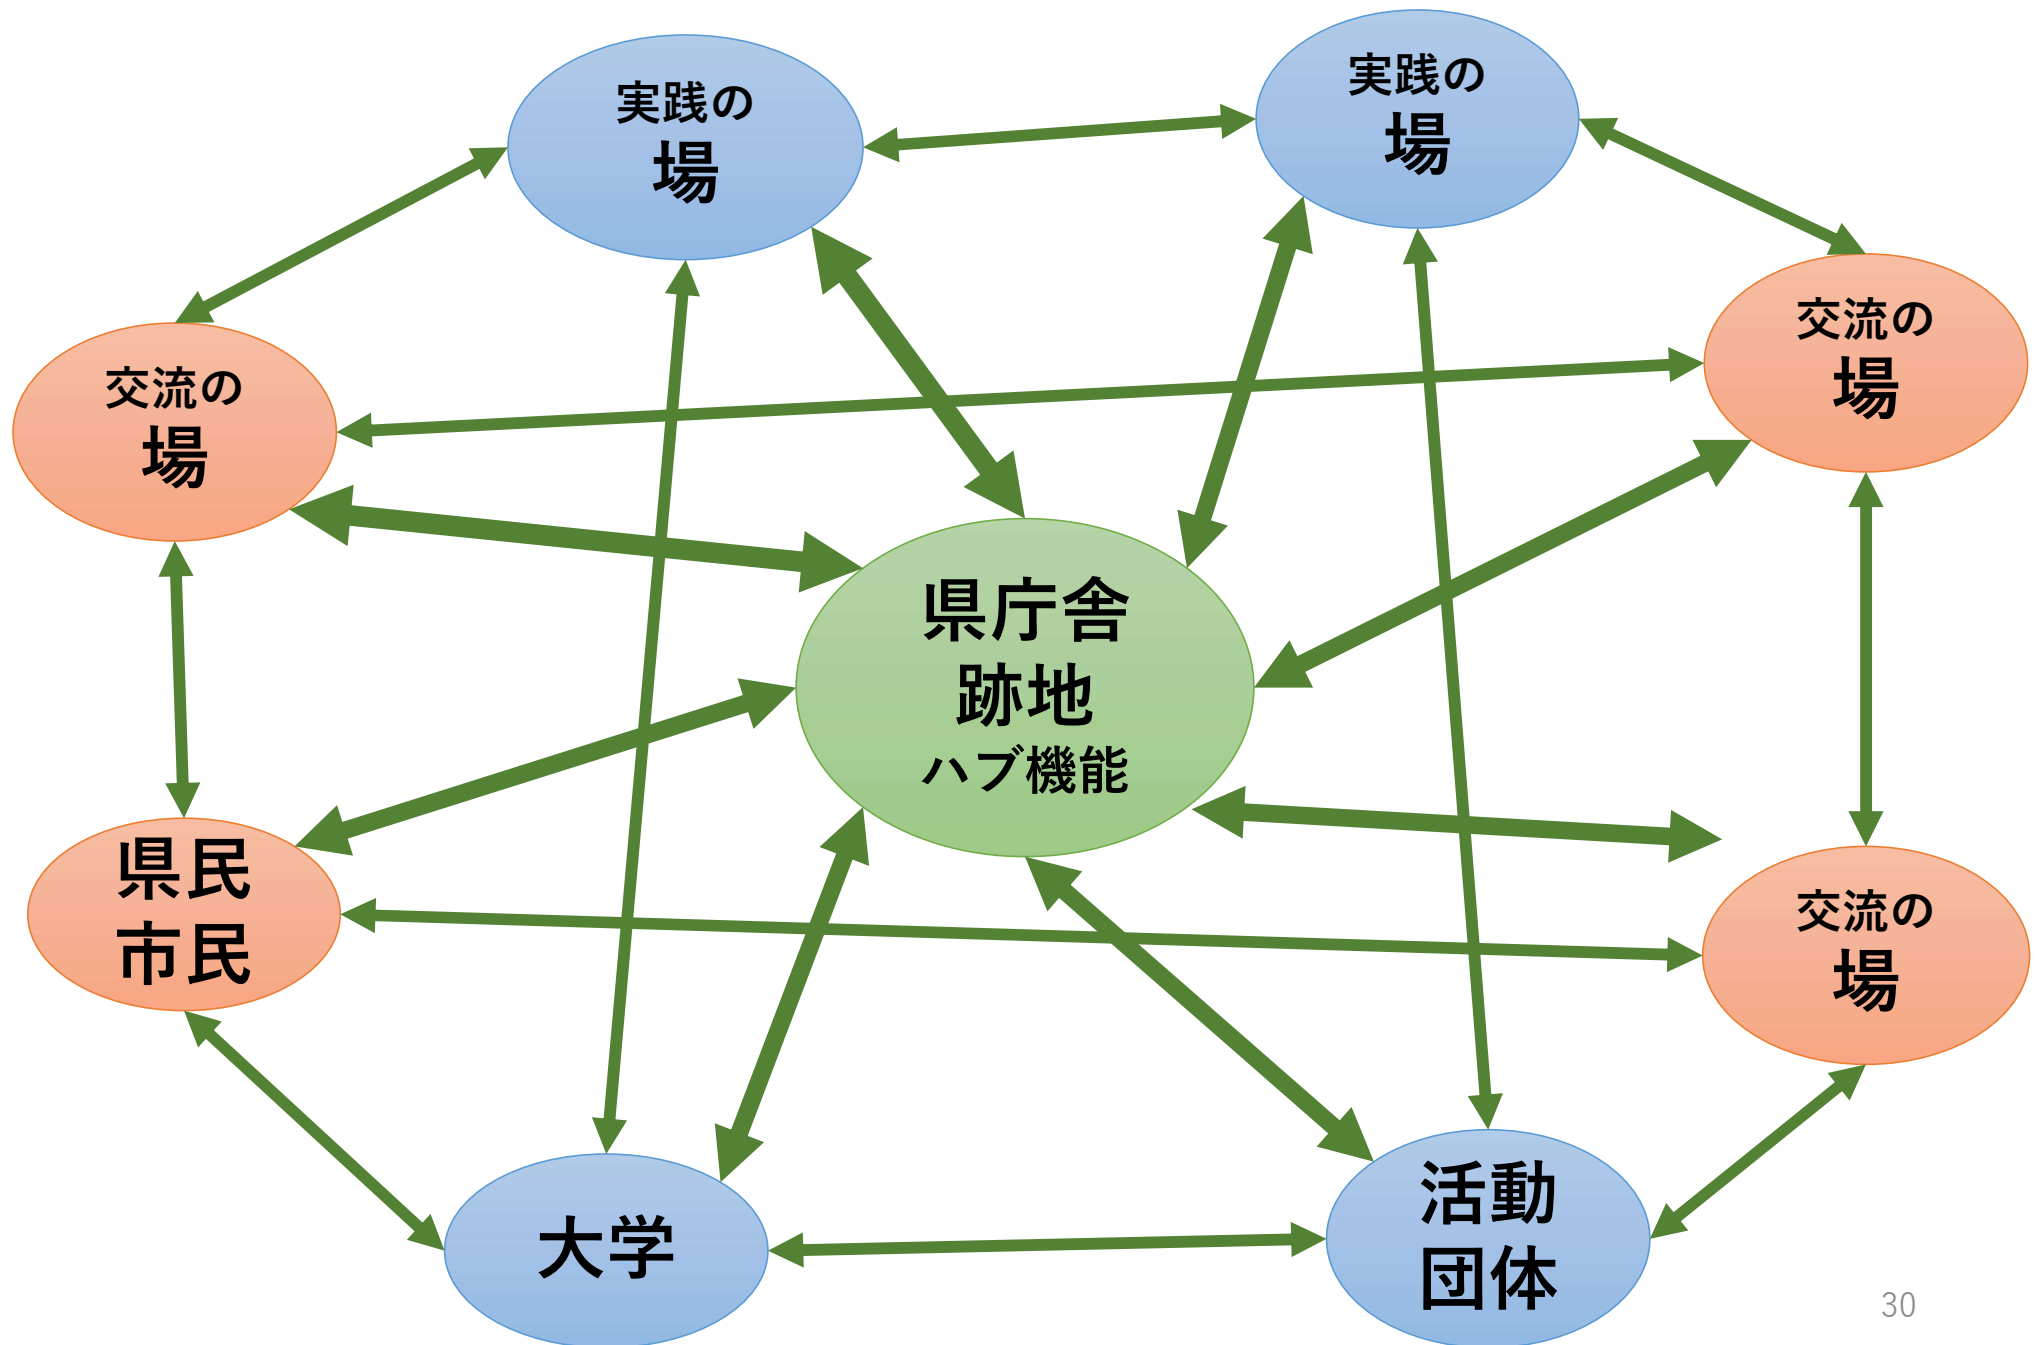 実践の
場
実践の
場
交流の
場
交流の
場
県庁舎
跡地
ハブ機能
県民
市民
交流の
場
大学
活動
団体
30